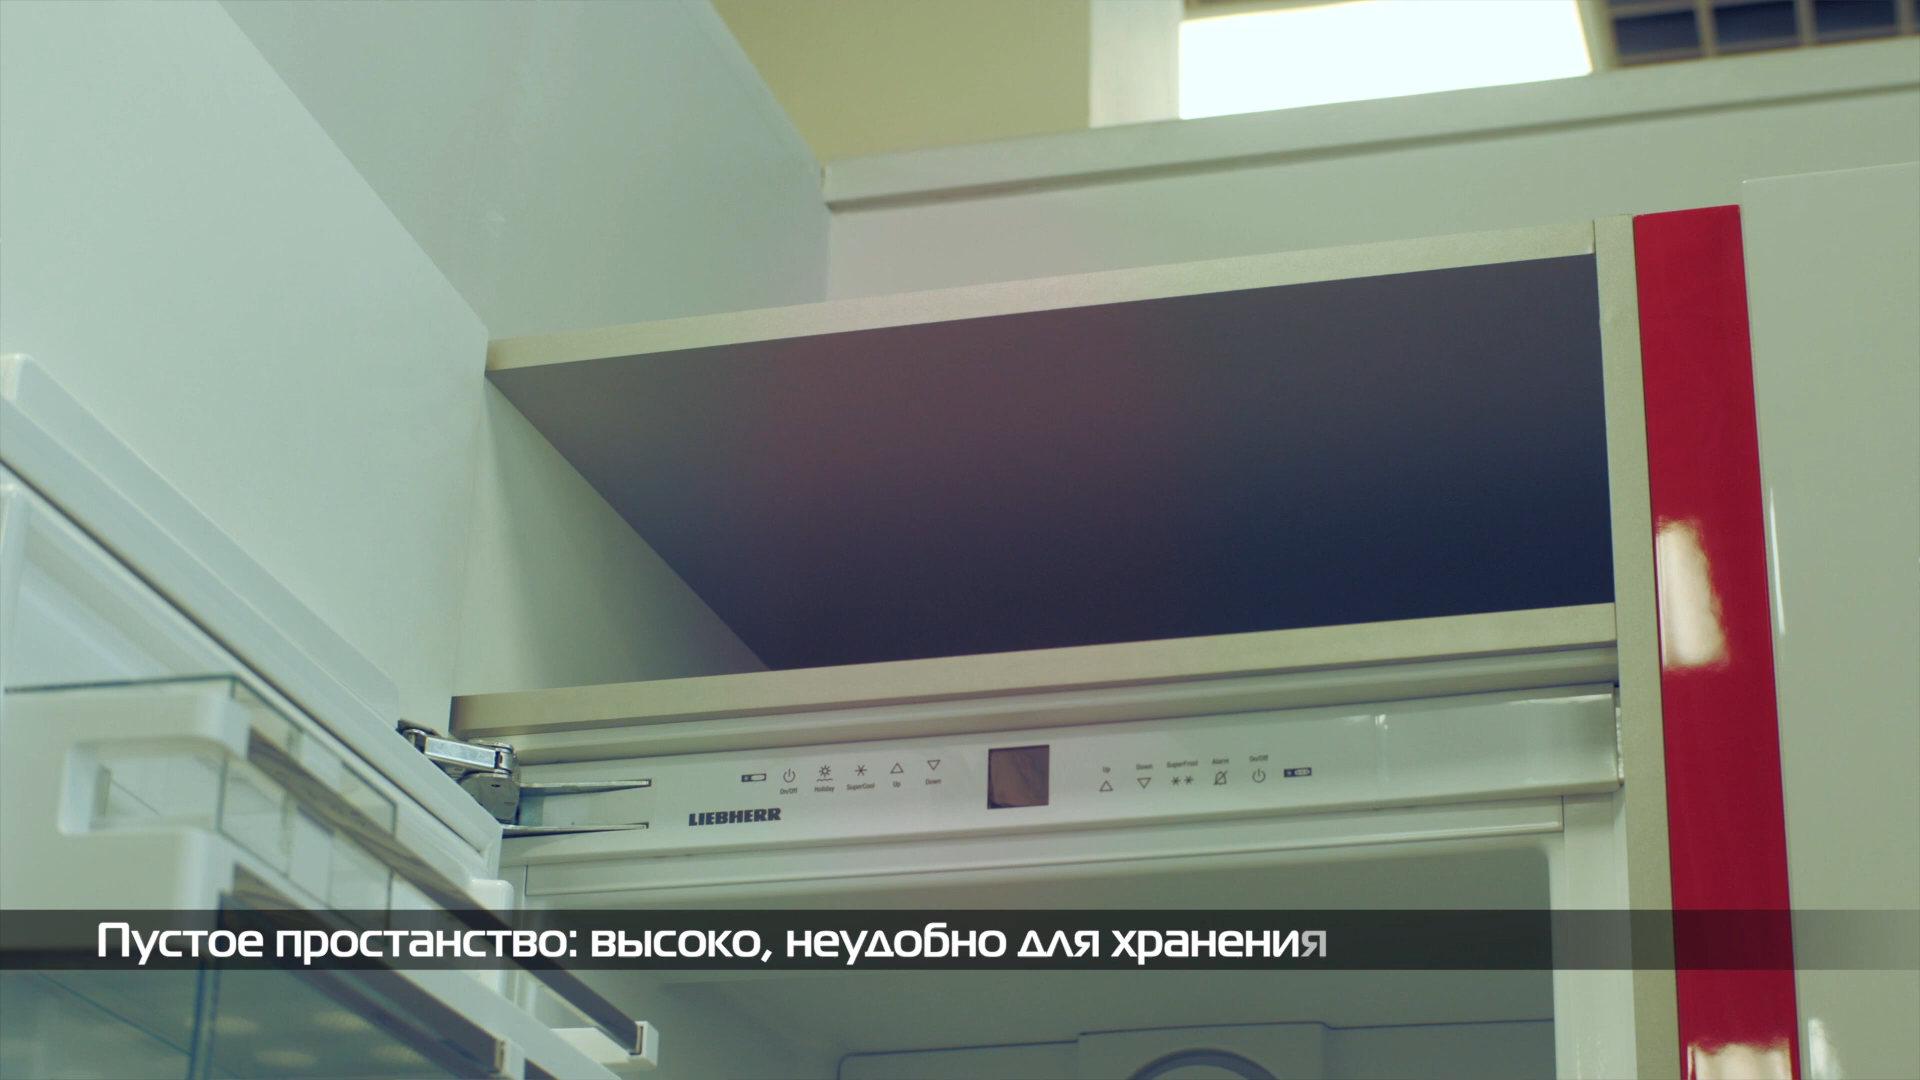 On/Off Holiday SuperCool Up Down
Up Down SuperFrost Alarm On/Off
LIEBHERR
Пустое простанство: высоко, неудобно для хранения